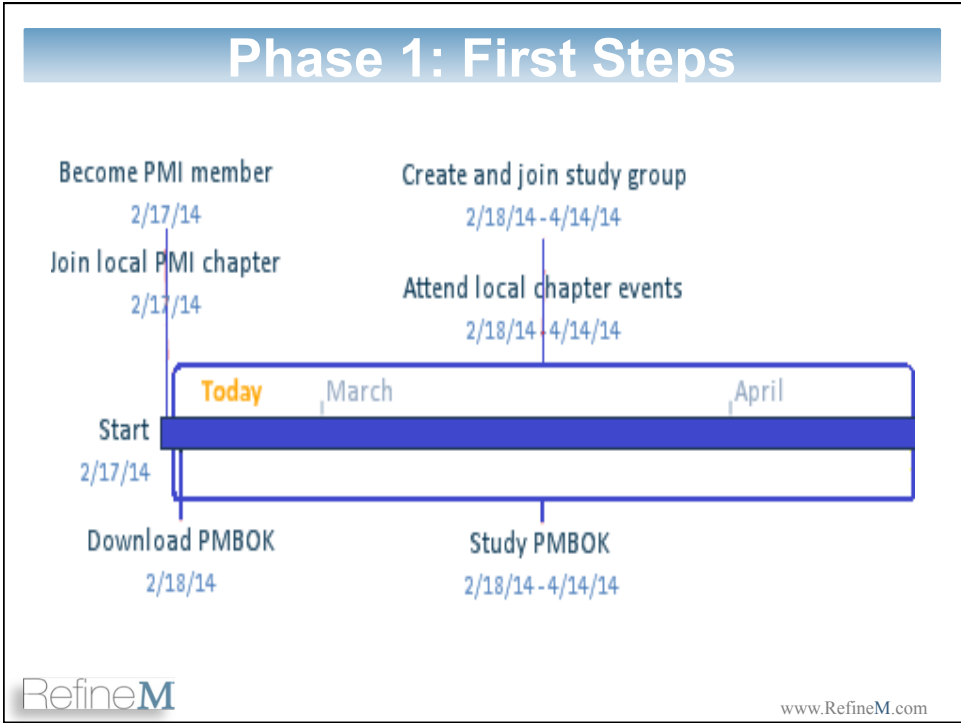 Phase 1: First Steps
Become PMI member
2/17/14
Join local PMI chapter
2/17/14
Create and join study group
2/18/14 - 4/14/14
Attend local chapter events
2/18/14 - 4/14/14
Today
March
April
Start
2/17/14
Download PMBOK
2/18/14
Study PMBOK
2/18/14 - 4/14/14
RefineM
www.RefineM.com